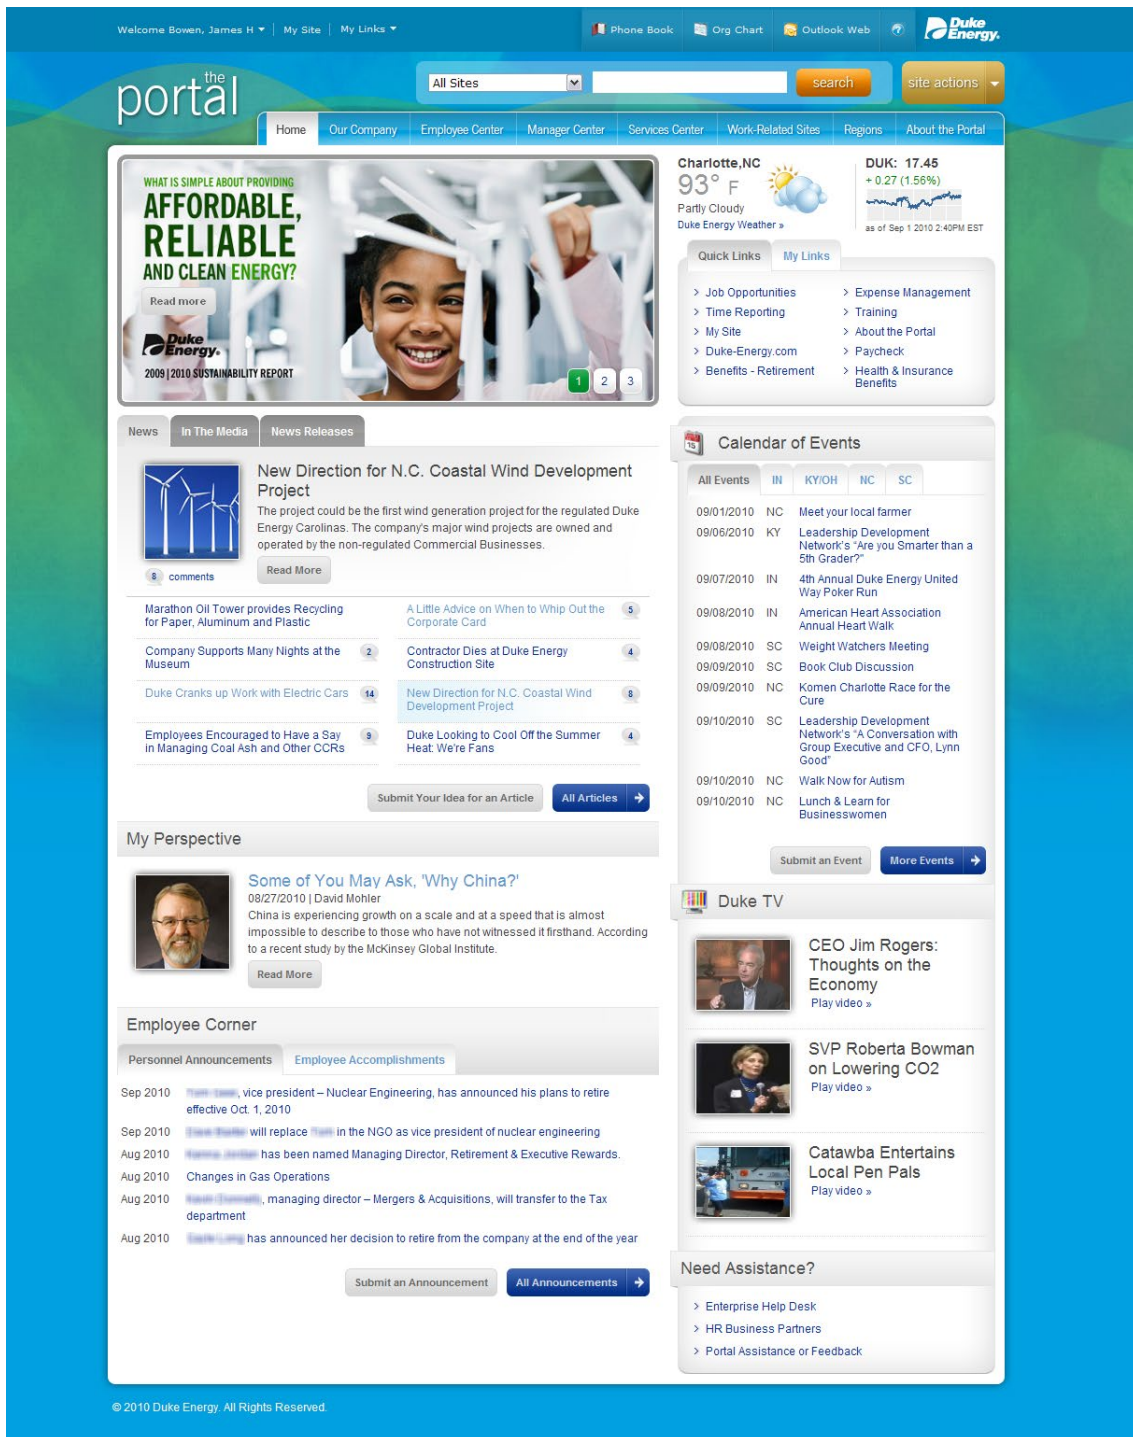 Welcome Bowen, James H
My Site
My Links
Phone Book
Org Chart
Outlook Web
?
Duke
Energy.
the
portal
All Sites
search
site actions
Home
Our Company
Employee Center
Manager Center
Services Center
Work-Related Sites
Regions
About the Portal
WHAT IS SIMPLE ABOUT PROVIDING
AFFORDABLE,
RELIABLE
AND CLEAN ENERGY?
Read more
Duke
Energy.
2009|2010 SUSTAINABILITY REPORT
1 2 3
Charlotte,NC
93° F
Partly Cloudy
Duke Energy Weather »
DUK: 17.45
+ 0.27 (1.56%)
as of Sep 1 2010 2:40PM EST
Quick Links
My Links
> Job Opportunities
> Time Reporting
> My Site
> Duke-Energy.com
> Benefits - Retirement
> Expense Management
> Training
> About the Portal
> Paycheck
> Health & Insurance
Benefits
News
In The Media
News Releases
New Direction for N.C. Coastal Wind Development
Project
The project could be the first wind generation project for the regulated Duke
Energy Carolinas. The company's major wind projects are owned and
operated by the non-regulated Commercial Businesses.
Read More
8 comments
Marathon Oil Tower provides Recycling
for Paper, Aluminum and Plastic
A Little Advice on When to Whip Out the
Corporate Card
5
Company Supports Many Nights at the
Museum
2
Contractor Dies at Duke Energy
Construction Site
4
Duke Cranks up Work with Electric Cars
14
New Direction for N.C. Coastal Wind
Development Project
8
Employees Encouraged to Have a Say
in Managing Coal Ash and Other CCRs
9
Duke Looking to Cool Off the Summer
Heat: We're Fans
4
Submit Your Idea for an Article
All Articles
My Perspective
Some of You May Ask, 'Why China?'
08/27/2010 | David Mohler
China is experiencing growth on a scale and at a speed that is almost
impossible to describe to those who have not witnessed it firsthand. According
to a recent study by the McKinsey Global Institute.
Read More
Employee Corner
Personnel Announcements
Employee Accomplishments
Sep 2010 , vice president – Nuclear Engineering, has announced his plans to retire
effective Oct. 1, 2010
Sep 2010 will replace in the NGO as vice president of nuclear engineering
Aug 2010 has been named Managing Director, Retirement & Executive Rewards.
Aug 2010 Changes in Gas Operations
Aug 2010 , managing director – Mergers & Acquisitions, will transfer to the Tax
department
Aug 2010 has announced her decision to retire from the company at the end of the year
Submit an Announcement
All Announcements
15
Calendar of Events
All Events
IN
KY/OH
NC
SC
09/01/2010 NC Meet your local farmer
09/06/2010 KY Leadership Development
Network's "Are you Smarter than a
5th Grader?"
09/07/2010 IN 4th Annual Duke Energy United
Way Poker Run
09/08/2010 IN American Heart Association
Annual Heart Walk
09/08/2010 SC Weight Watchers Meeting
09/09/2010 SC Book Club Discussion
09/09/2010 NC Komen Charlotte Race for the
Cure
09/10/2010 SC Leadership Development
Network's "A Conversation with
Group Executive and CFO, Lynn
Good"
09/10/2010 NC Walk Now for Autism
09/10/2010 NC Lunch & Learn for
Businesswomen
Submit an Event
More Events
Duke TV
CEO Jim Rogers:
Thoughts on the
Economy
Play video »
SVP Roberta Bowman
on Lowering CO2
Play video »
Catawba Entertains
Local Pen Pals
Play video »
Need Assistance?
> Enterprise Help Desk
> HR Business Partners
> Portal Assistance or Feedback
© 2010 Duke Energy. All Rights Reserved.